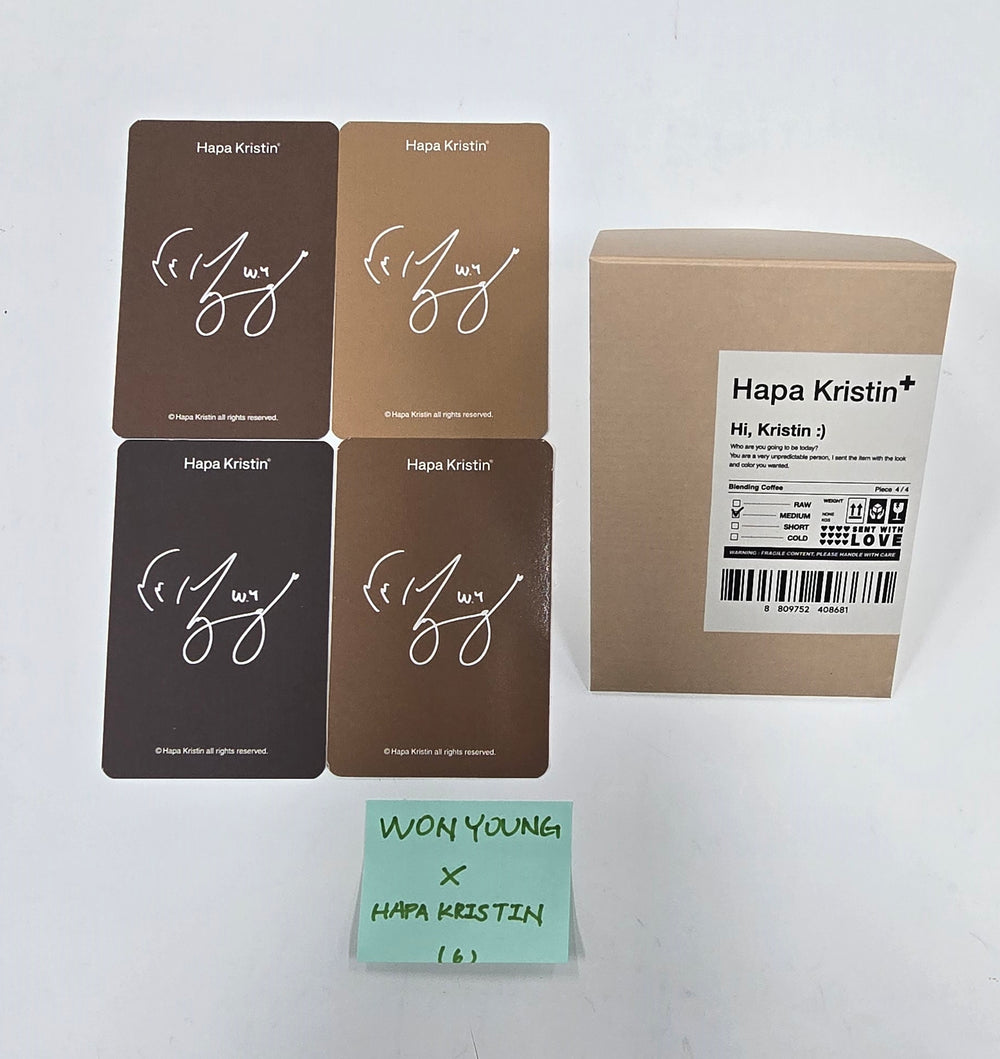 Hapa Kristin®
W.Y
© Hapa Kristin all rights reserved.
Hapa Kristin®
W.Y
© Hapa Kristin all rights reserved.
Hapa Kristin®
W.Y
© Hapa Kristin all rights reserved.
Hapa Kristin®
W.Y
© Hapa Kristin all rights reserved.
Hapa Kristin+
Hi, Kristin :)
Who are you going to be today?
You are a very unpredictable person, I sent the item with the look
and color you wanted.
Blending Coffee Piece 4/4
RAW
MEDIUM
SHORT
COLD
WEIGHT
NONE
KGS
SENT WITH
LOVE
WARNING - FRAGILE CONTENT, PLEASE HANDLE WITH CARE
8 809752 408681
WONYOUNG
X
HAPA KRISTIN
(6)